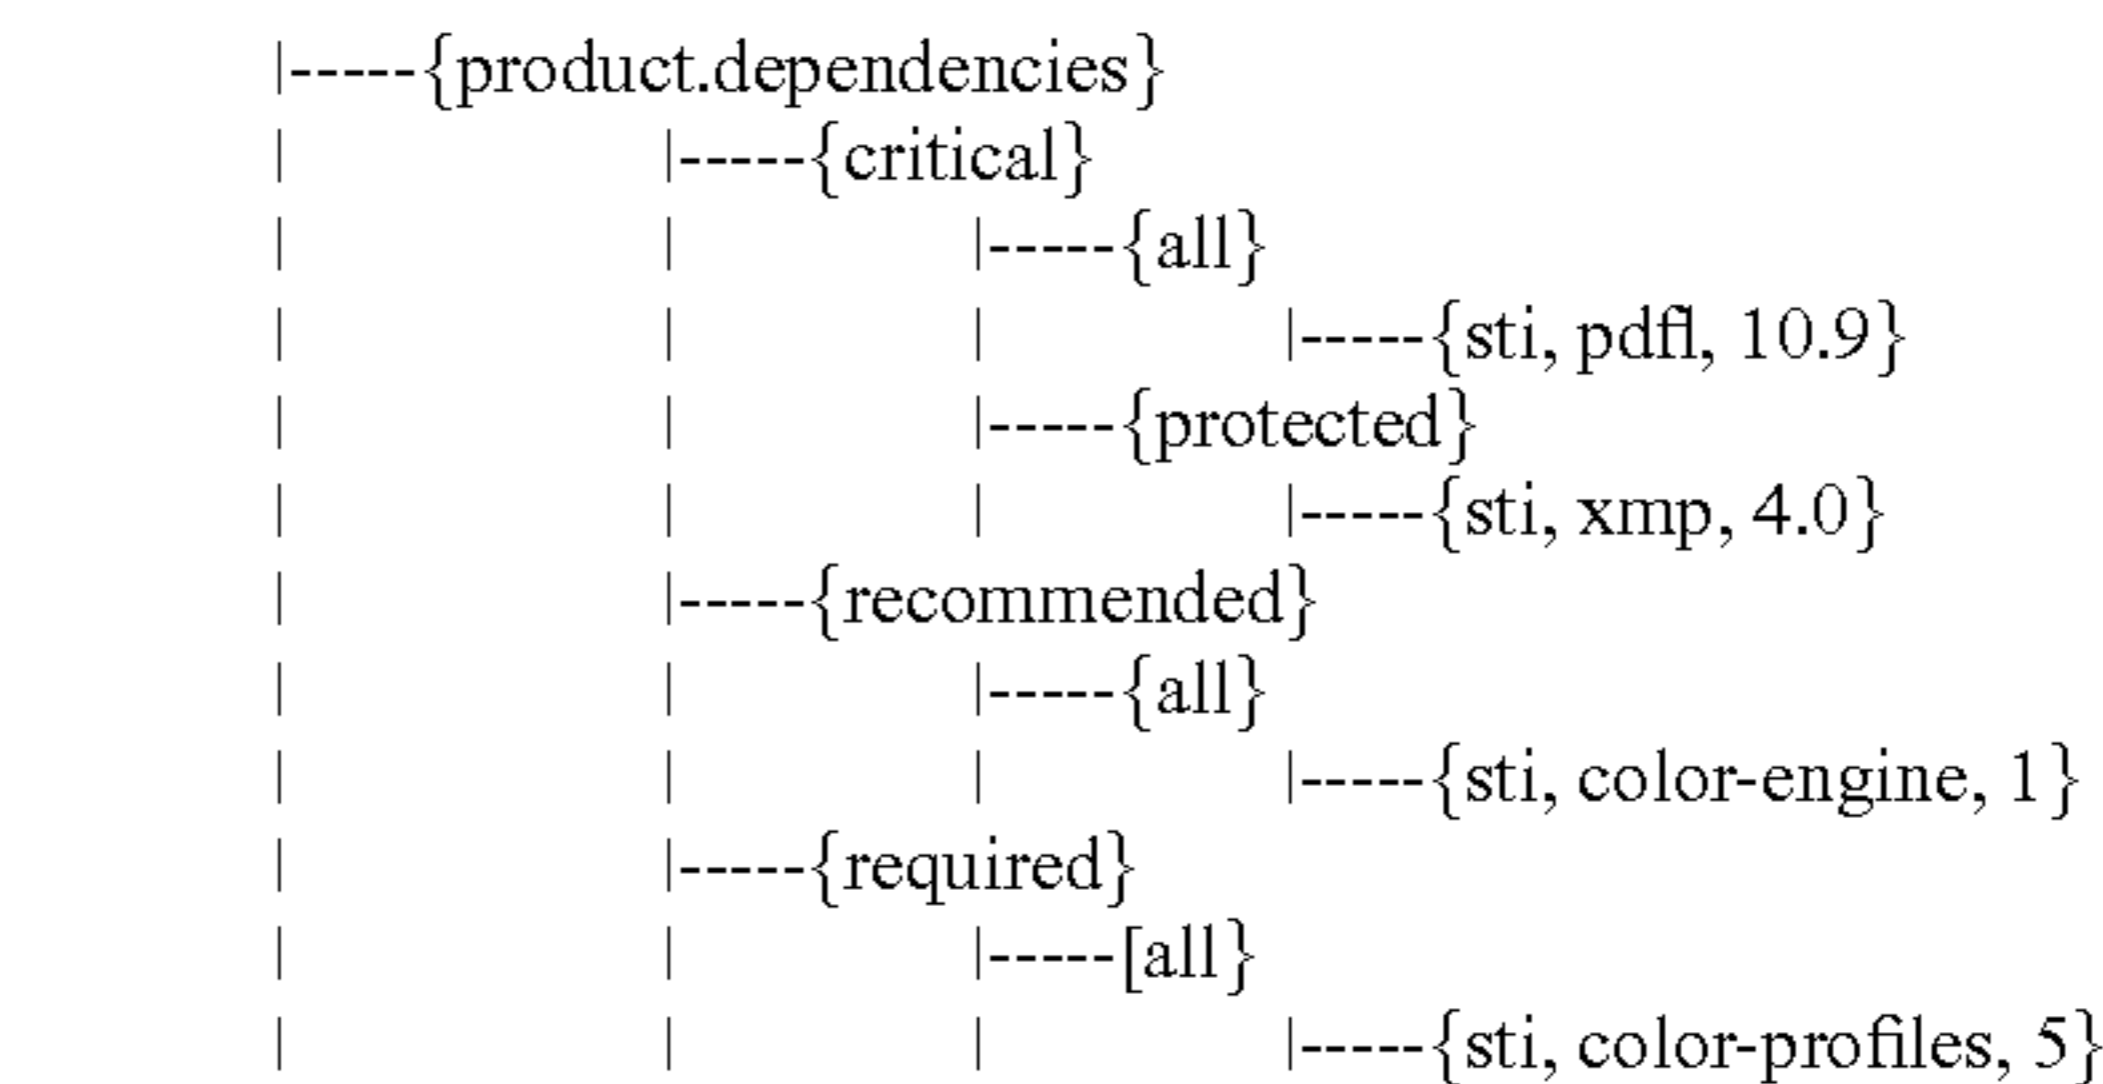 |-----{product.dependencies}
| |-----{critical}
| | |-----{all}
| | | |-----{sti, pdfl, 10.9}
| | |-----{protected}
| | | |-----{sti, xmp, 4.0}
| |-----{recommended}
| | |-----{all}
| | | |-----{sti, color-engine, 1}
| |-----{required}
| | |-----[all}
| | | |-----{sti, color-profiles, 5}